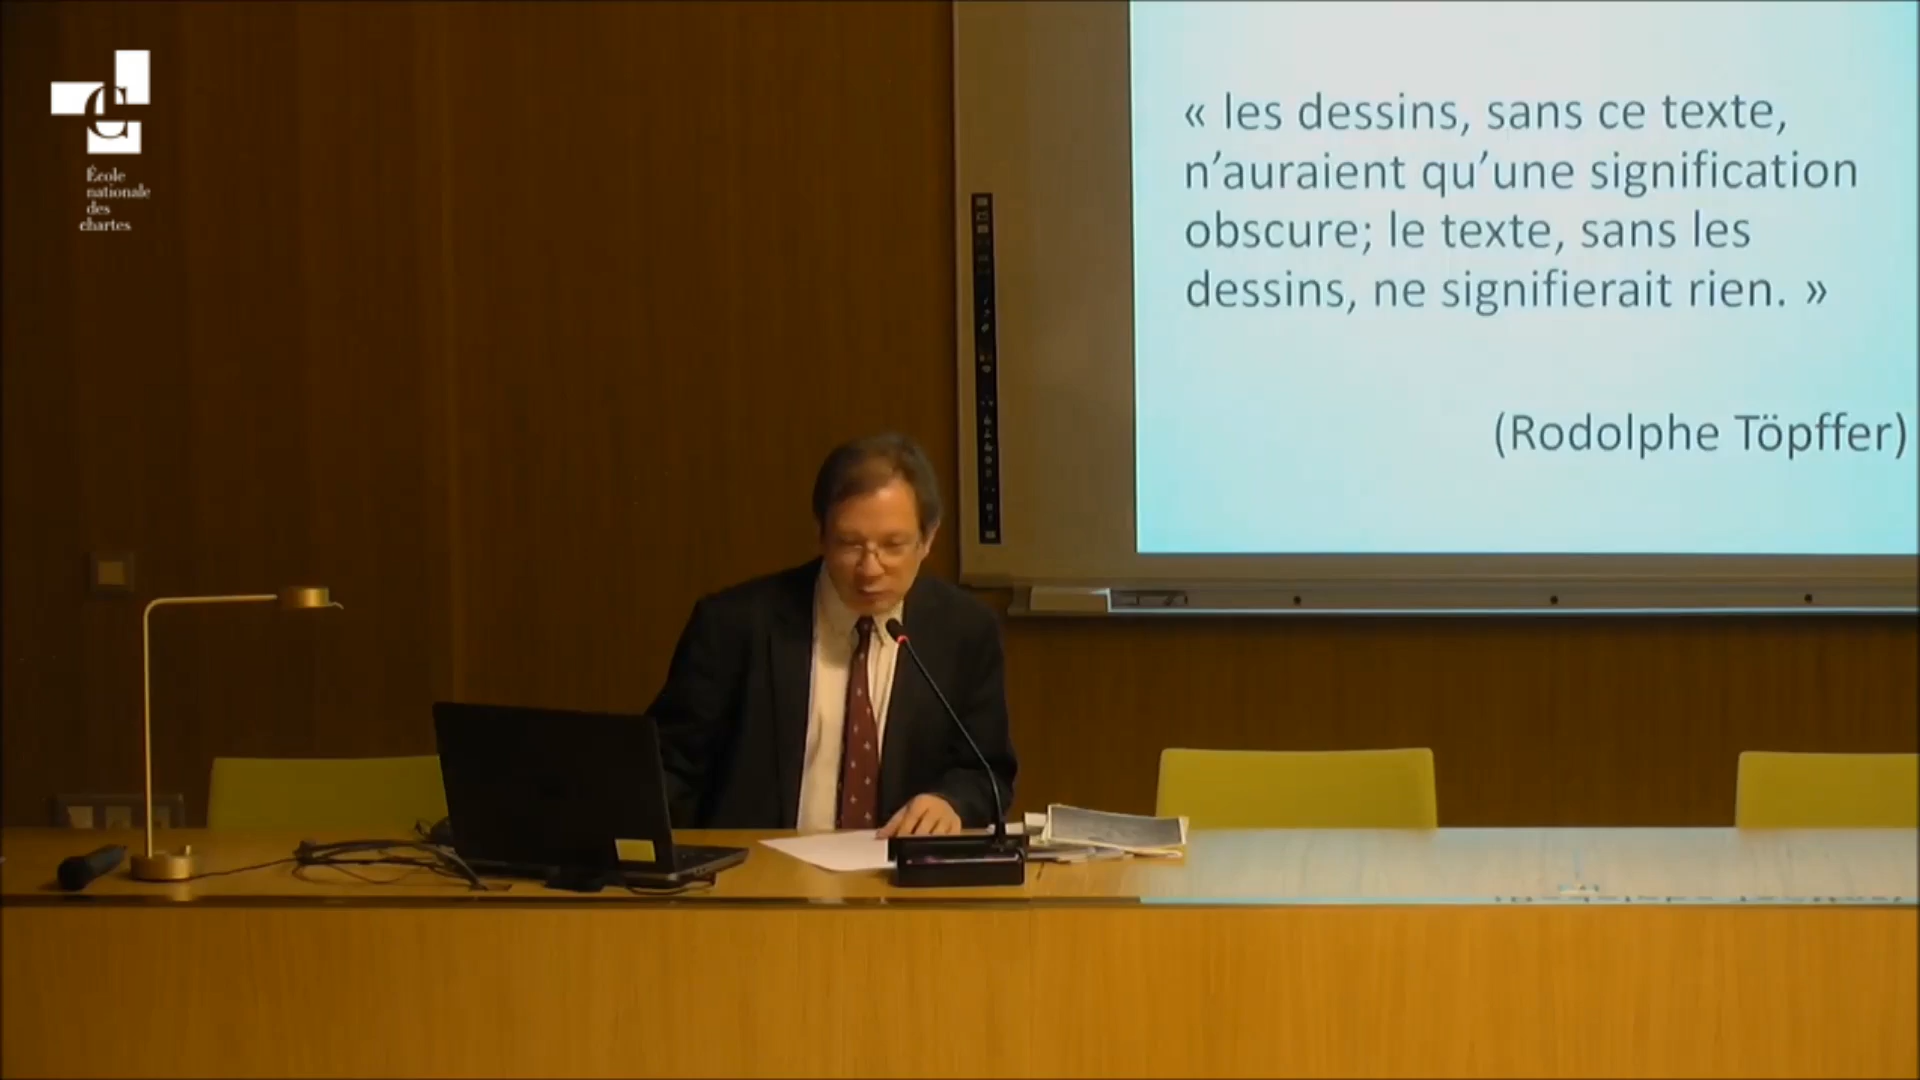 École
nationale
des
chartes
« les dessins, sans ce texte,
n’auraient qu’une signification
obscure; le texte, sans les
dessins, ne signifierait rien. »
(Rodolphe Töpffer)